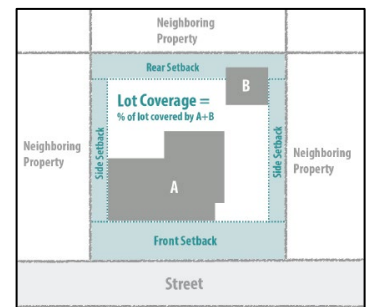 Neighboring
Property
Rear Setback
B
Lot Coverage =
% of lot covered by A+B
Neighboring
Property
Side Setback
A
Side Setback
Neighboring
Property
Front Setback
Street